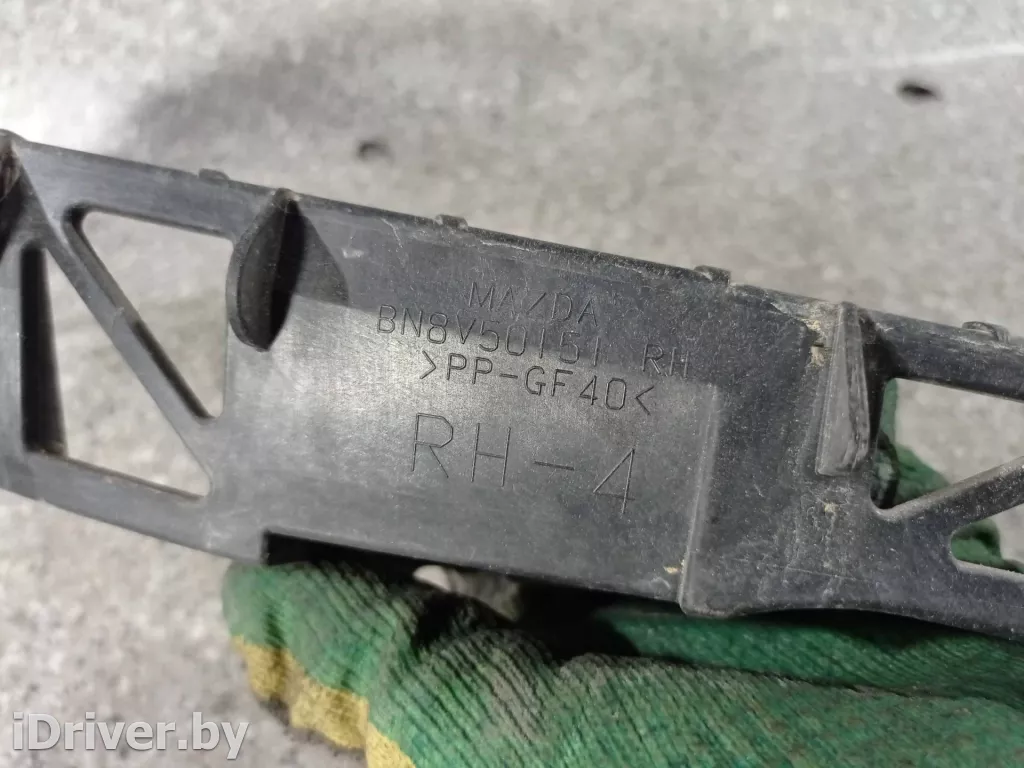 MAZDA
BN8V50151 RH
>PP-GF40<
RH-4
iDriver.by